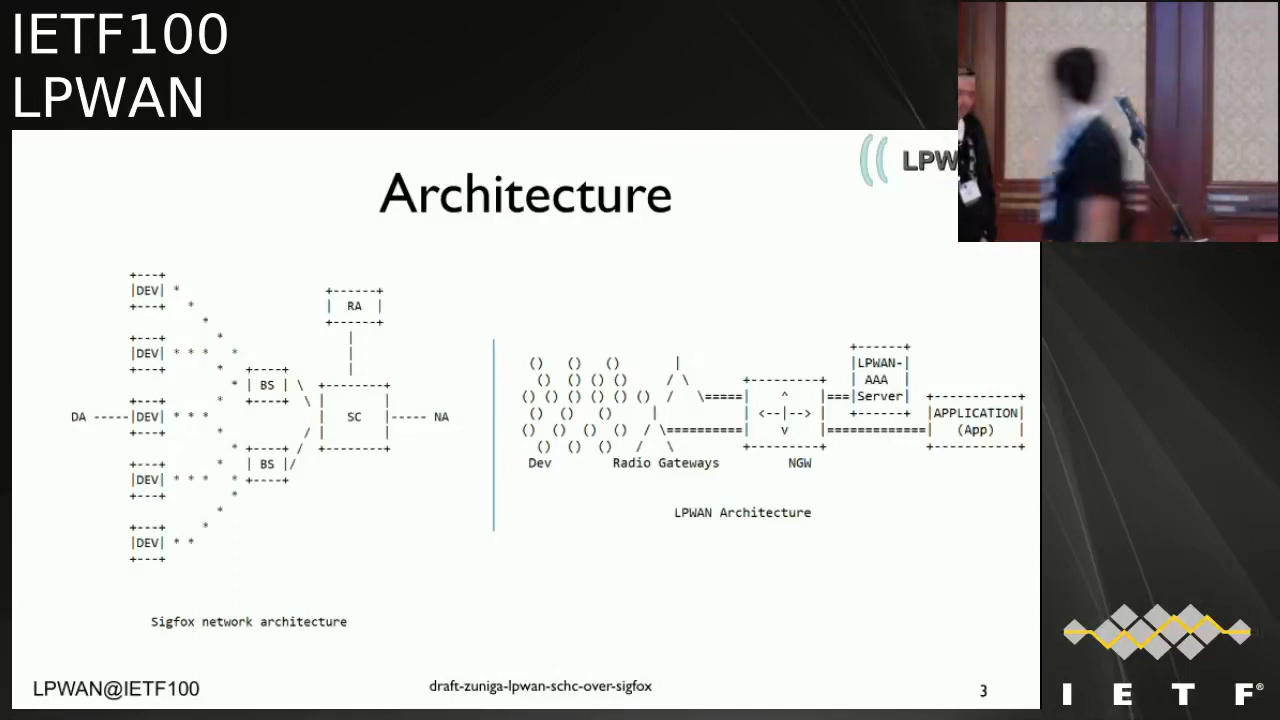 IETF100
LPWAN
LPW
Architecture
DEV
DEV
DEV
DEV
DEV
DA
BS
BS
RA
SC
NA
Sigfox network architecture
Dev
Radio Gateways
NGW
LPWAN-
AAA
Server
APPLICATION
(App)
LPWAN Architecture
LPWAN@IETF100
draft-zuniga-lpwan-schc-over-sigfox
3
I E T F®